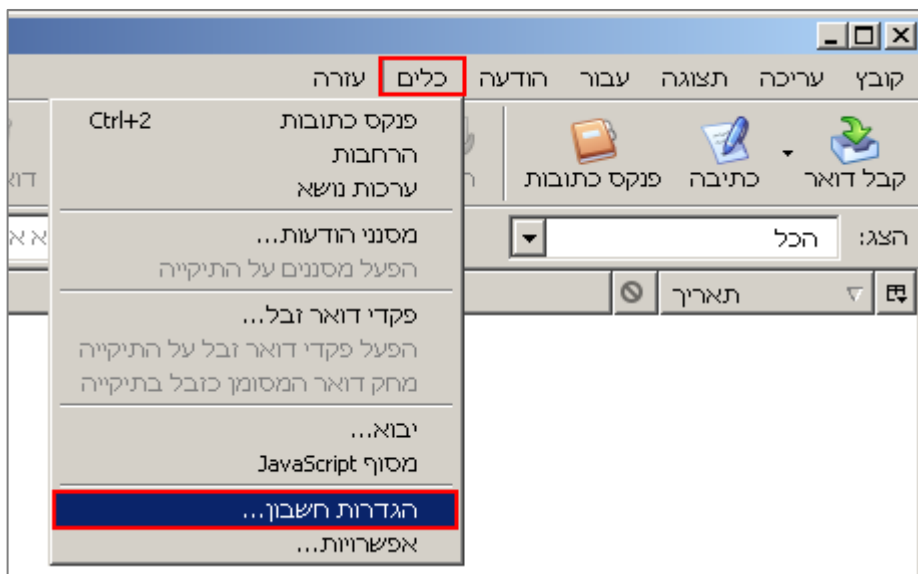 קובץ עריכה תצוגה עבור הודעה כלים עזרה
קבל דואר כתיבה פנקס כתובות
הצג: הכל
תאריך
פנקס כתובות Ctrl+2
הרחבות
ערכות נושא
מסנני הודעות...
הפעל מסננים על התיקייה
פקדי דואר זבל...
הפעל פקדי דואר זבל על התיקייה
מחק דואר המסומן כזבל בתיקייה
יבוא...
מסוף JavaScript
הגדרות חשבון...
אפשרויות...